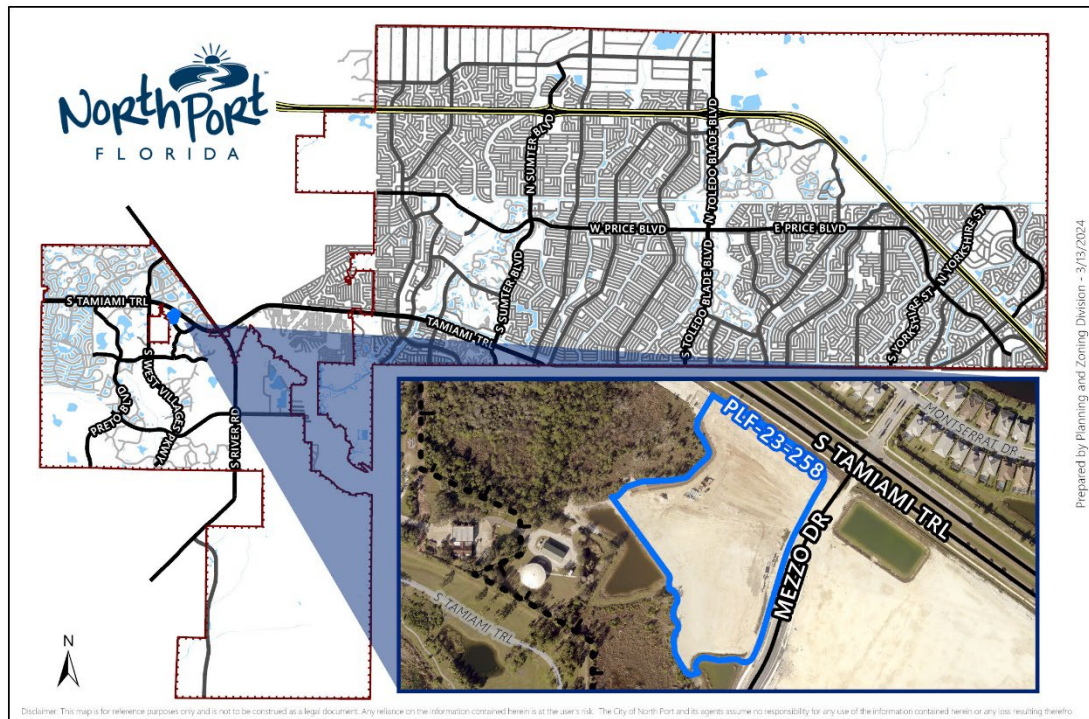 North Port
FLORIDA
N SUMTER BLVD
N TOLEDO BLADE BLVD
W PRICE BLVD
E PRICE BLVD
N YORKSHIRE ST
S YORKSHIRE ST
S TAMIAMI TRL
TAMIAMI TRL
S SUMTER BLVD
S TOLEDO BLADE BLVD
S WEST VILLAGES PKWY
PRETO BLVD
S RIVER RD
PLF-23-258
S TAMIAMI TRL
MONTSERRAT DR
MEZZO DR
S TAMIAMI TRL
N
Prepared by Planning and Zoning Division - 3/13/2024
Disclaimer: This map is for reference purposes only and is not to be construed as a legal document. Any reliance on the information contained herein is at the user's risk. The City of North Port and its agents assume no responsibility for any use of the information contained herein or any loss resulting therefro